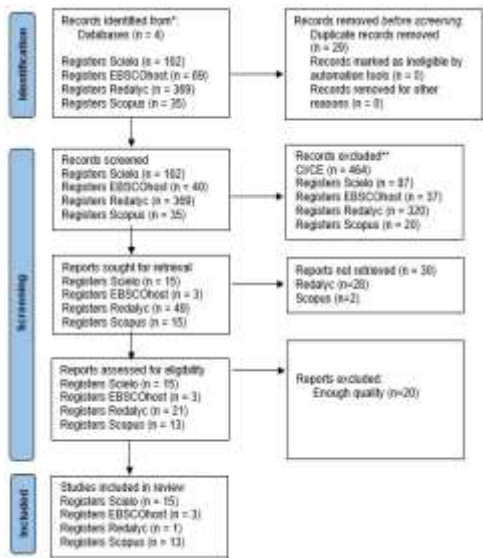 Identification
Records identified from*:
Databases (n = 4)
Registers Scielo (n = 102)
Registers EBSCOhost (n = 69)
Registers Redalyc (n = 369)
Registers Scopus (n = 35)
Records removed before screening:
Duplicate records removed
(n = 29)
Records marked as ineligible by
automation tools (n = 0)
Records removed for other
reasons (n = 0)
Screening
Records screened
Registers Scielo (n = 102)
Registers EBSCOhost (n = 40)
Registers Redalyc (n = 369)
Registers Scopus (n = 35)
Records excluded**
CI/CE (n = 464)
Registers Scielo (n = 87)
Registers EBSCOhost (n = 37)
Registers Redalyc (n = 320)
Registers Scopus (n = 20)
Reports sought for retrieval
Registers Scielo (n = 15)
Registers EBSCOhost (n = 3)
Registers Redalyc (n = 49)
Registers Scopus (n = 15)
Reports not retrieved (n = 30)
Redalyc (n=28)
Scopus (n=2)
Reports assessed for eligibility
Registers Scielo (n = 15)
Registers EBSCOhost (n = 3)
Registers Redalyc (n = 21)
Registers Scopus (n = 13)
Reports excluded:
Enough quality (n=20)
Included
Studies included in review
Registers Scielo (n = 15)
Registers EBSCOhost (n = 3)
Registers Redalyc (n = 1)
Registers Scopus (n = 13)